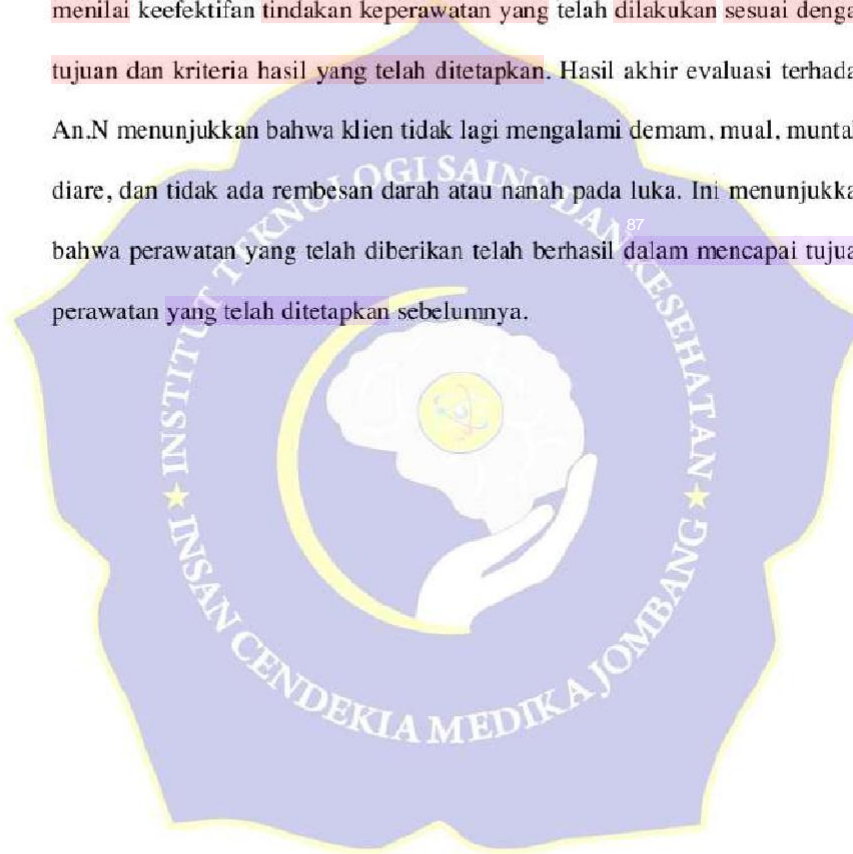 menilai keefektifan tindakan keperawatan yang telah dilakukan sesuai denga
tujuan dan kriteria hasil yang telah ditetapkan. Hasil akhir evaluasi terhada
An.N menunjukkan bahwa klien tidak lagi mengalami demam, mual, munta
diare, dan tidak ada rembesan darah atau nanah pada luka. Ini menunjukka
87
bahwa perawatan yang telah diberikan telah berhasil dalam mencapai tujua
perawatan yang telah ditetapkan sebelumnya.
INSTITUT TEKNOLOGI SAINS DAN KESEHATAN
INSAN CENDEKIA MEDIKA JOMBANG